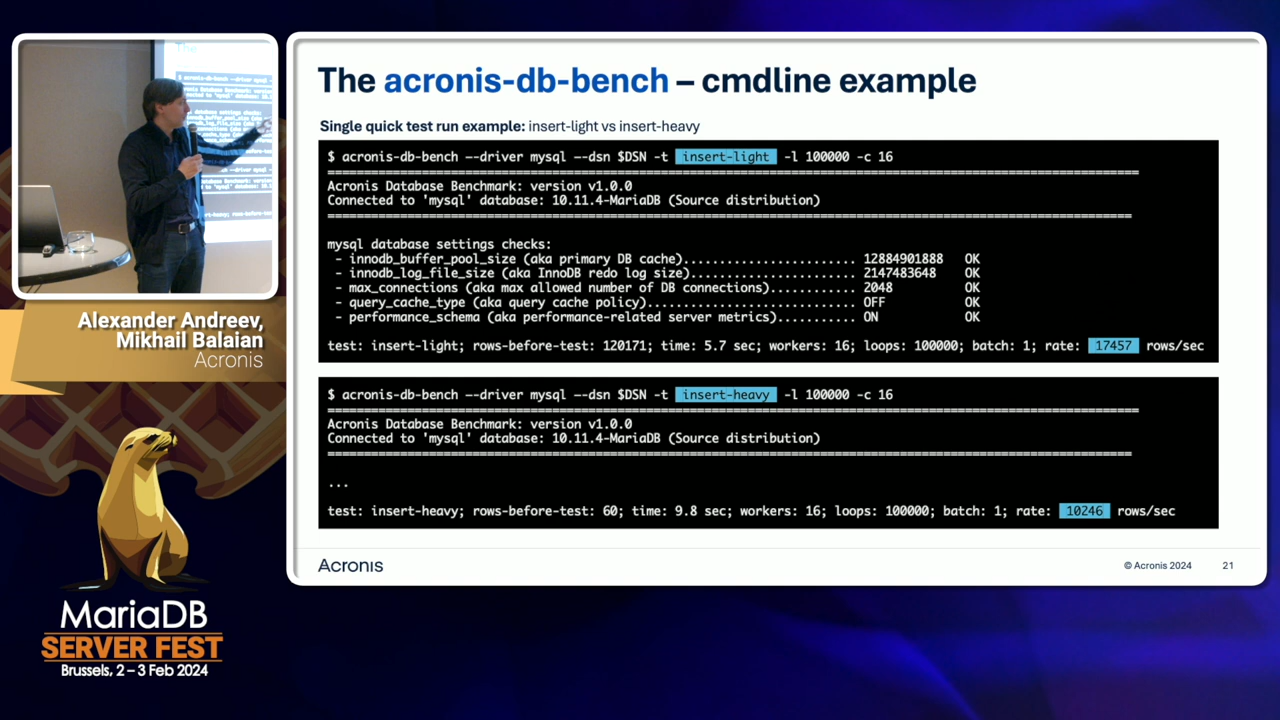 The acronis-db-bench – cmdline example
Single quick test run example: insert-light vs insert-heavy
$ acronis-db-bench --driver mysql --dsn $DSN -t insert-light -l 100000 -c 16
================================================================================
Acronis Database Benchmark: version v1.0.0
Connected to 'mysql' database: 10.11.4-MariaDB (Source distribution)
================================================================================
mysql database settings checks:
- innodb_buffer_pool_size (aka primary DB cache)........................ 12884901888 OK
- innodb_log_file_size (aka InnoDB redo log size)....................... 2147483648 OK
- max_connections (aka max allowed number of DB connections)............ 2048 OK
- query_cache_type (aka query cache policy)............................. OFF OK
- performance_schema (aka performance-related server metrics)........... ON OK
test: insert-light; rows-before-test: 120171; time: 5.7 sec; workers: 16; loops: 100000; batch: 1; rate: 17457 rows/sec
$ acronis-db-bench --driver mysql --dsn $DSN -t insert-heavy -l 100000 -c 16
================================================================================
Acronis Database Benchmark: version v1.0.0
Connected to 'mysql' database: 10.11.4-MariaDB (Source distribution)
================================================================================
...
test: insert-heavy; rows-before-test: 60; time: 9.8 sec; workers: 16; loops: 100000; batch: 1; rate: 10246 rows/sec
Acronis
© Acronis 2024
21
Alexander Andreev,
Mikhail Balaian
Acronis
MariaDB
SERVER FEST
Brussels, 2 – 3 Feb 2024